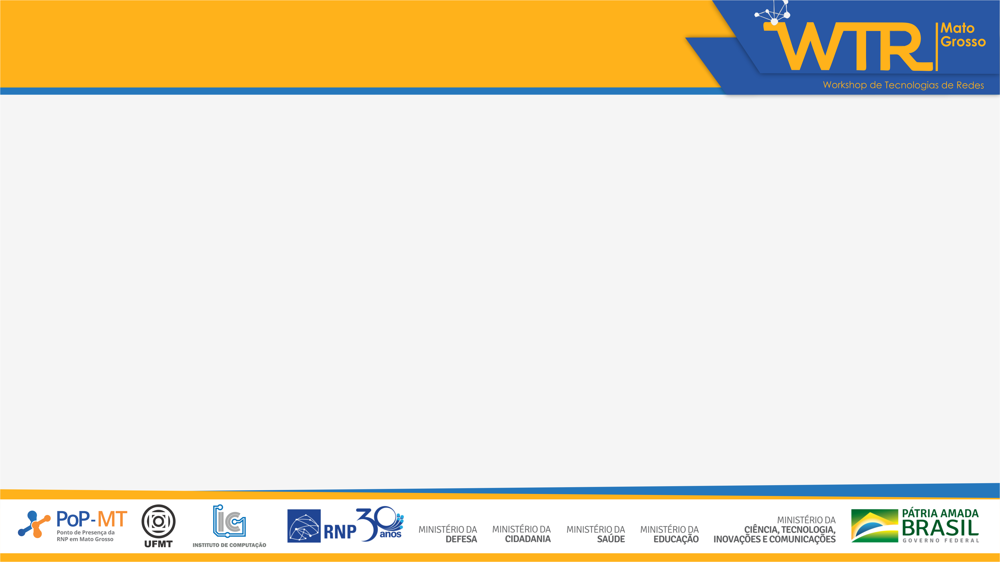 WTR
Mato
Grosso
Workshop de Tecnologias de Redes
PoP-MT
Ponto de Presença da
RNP em Mato Grosso
UFMT
ic
INSTITUTO DE COMPUTAÇÃO
RNP
30
anos
MINISTÉRIO DA
DEFESA
MINISTÉRIO DA
CIDADANIA
MINISTÉRIO DA
SAÚDE
MINISTÉRIO DA
EDUCAÇÃO
MINISTÉRIO DA
CIÊNCIA, TECNOLOGIA,
INOVAÇÕES E COMUNICAÇÕES
PÁTRIA AMADA
BRASIL
GOVERNO FEDERAL